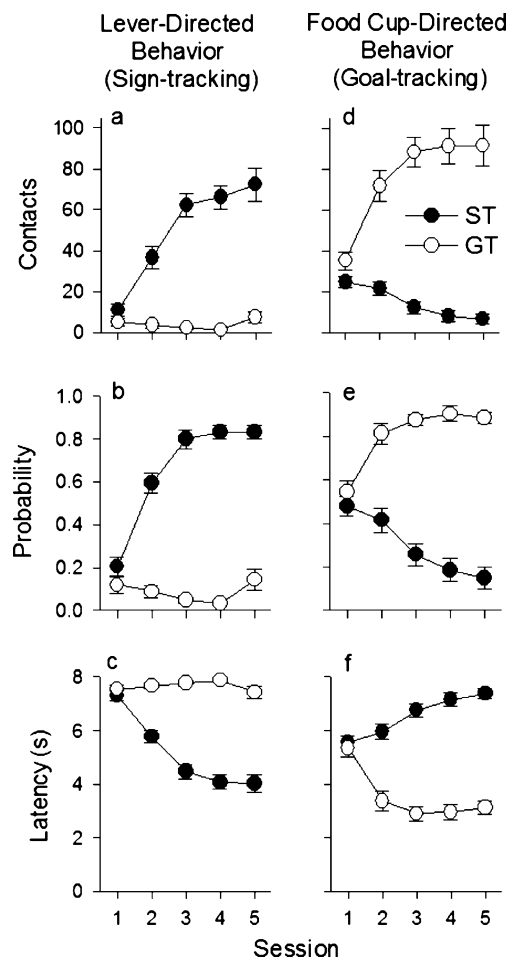 Lever-Directed
Behavior
(Sign-tracking)
Food Cup-Directed
Behavior
(Goal-tracking)
a
d
100
80
60
40
20
0
Contacts
ST
GT
b
e
1.0
0.8
0.6
0.4
0.2
0.0
Probability
c
f
8
6
4
2
0
Latency (s)
1 2 3 4 5
1 2 3 4 5
Session